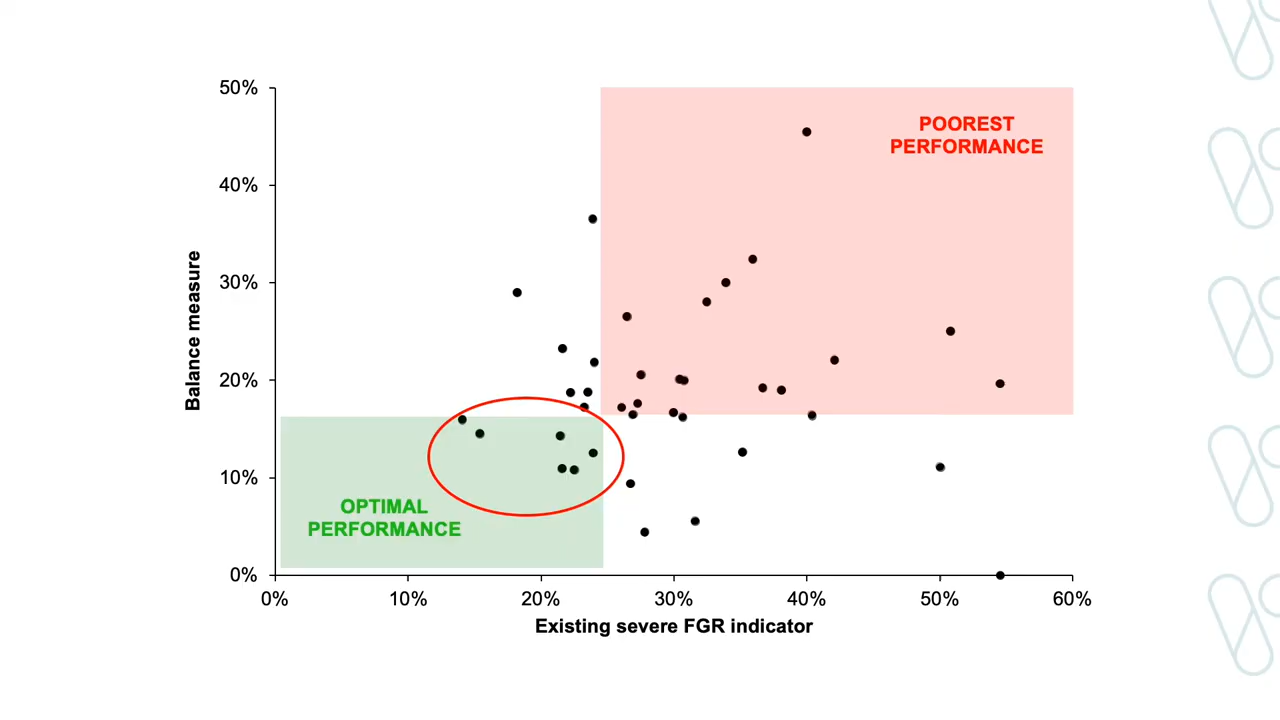 50%
POOREST
PERFORMANCE
40%
30%
Balance measure
20%
10%
OPTIMAL
PERFORMANCE
0%
0% 10% 20% 30% 40% 50% 60%
Existing severe FGR indicator